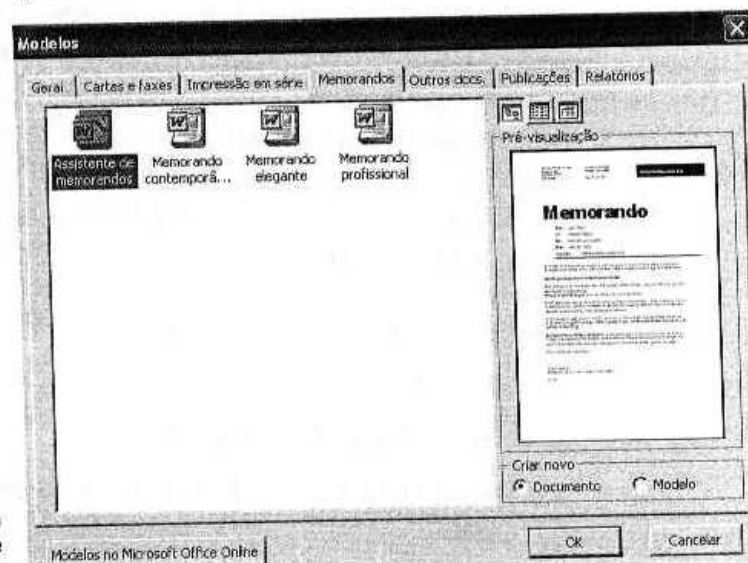 Modelos
Geral
Cartas e faxes
Impressão em série
Memorandos
Outros docs.
Publicações
Relatórios
Assistente de
memorandos
Memorando
contemporâ...
Memorando
elegante
Memorando
profissional
Pré-visualização
Memorando
Criar novo
Documento
Modelo
Modelos no Microsoft Office Online
OK
Cancelar